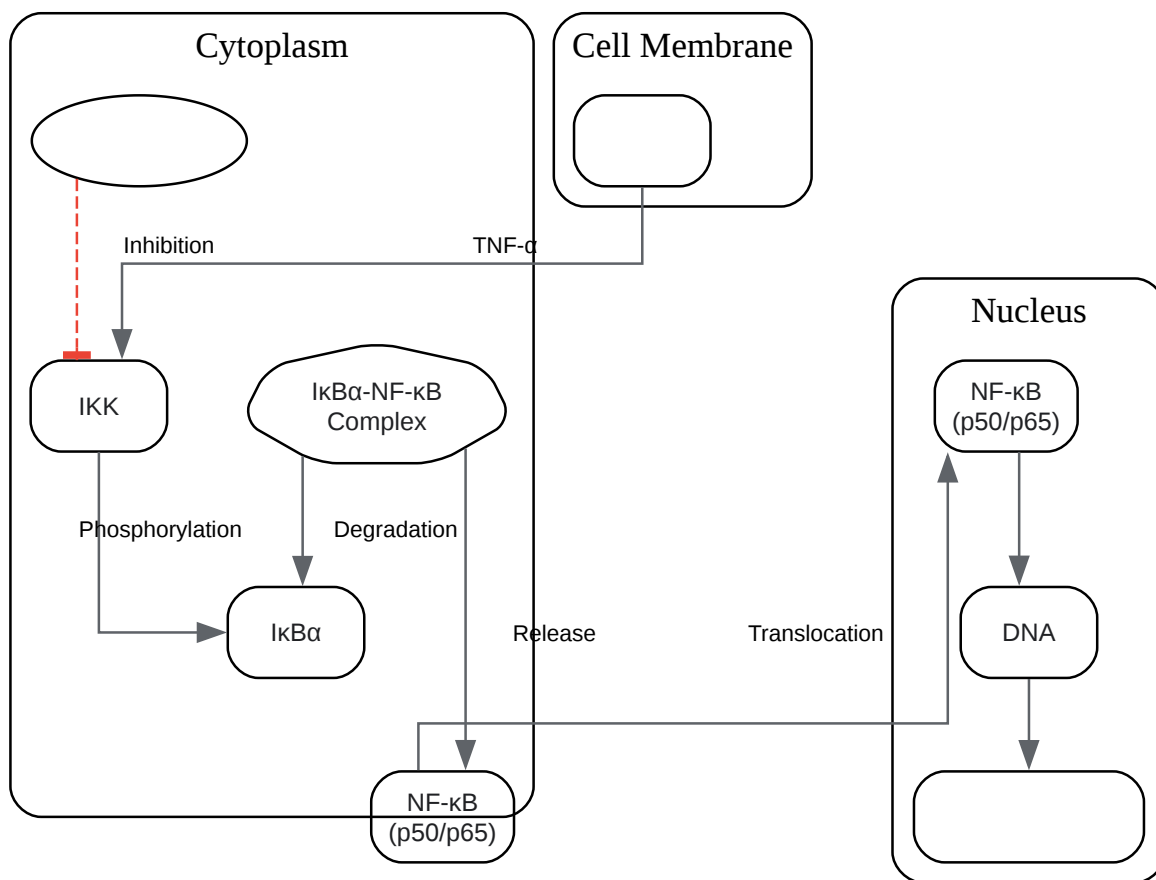 Cytoplasm
Cell Membrane
Inhibition
TNF-α
Nucleus
IKK
IκBα-NF-κB
Complex
NF-κB
(p50/p65)
Phosphorylation
Degradation
IκBα
Release
Translocation
DNA
NF-κB
(p50/p65)